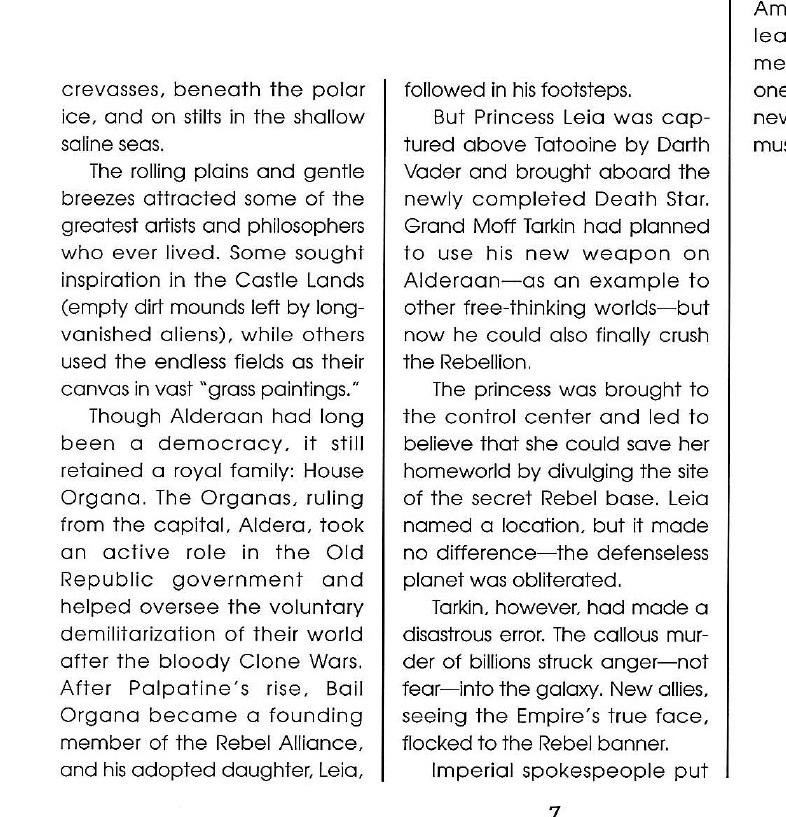 crevasses, beneath the polar
ice, and on stilts in the shallow
saline seas.
The rolling plains and gentle
breezes attracted some of the
greatest artists and philosophers
who ever lived. Some sought
inspiration in the Castle Lands
(empty dirt mounds left by long-
vanished aliens), while others
used the endless fields as their
canvas in vast "grass paintings."
Though Alderaan had long
been a democracy, it still
retained a royal family: House
Organa. The Organas, ruling
from the capital, Aldera, took
an active role in the Old
Republic government and
helped oversee the voluntary
demilitarization of their world
after the bloody Clone Wars.
After Palpatine's rise, Bail
Organa became a founding
member of the Rebel Alliance,
and his adopted daughter, Leia,
followed in his footsteps.
But Princess Leia was cap-
tured above Tatooine by Darth
Vader and brought aboard the
newly completed Death Star.
Grand Moff Tarkin had planned
to use his new weapon on
Alderaan—as an example to
other free-thinking worlds—but
now he could also finally crush
the Rebellion.
The princess was brought to
the control center and led to
believe that she could save her
homeworld by divulging the site
of the secret Rebel base. Leia
named a location, but it made
no difference—the defenseless
planet was obliterated.
Tarkin, however, had made a
disastrous error. The callous mur-
der of billions struck anger—not
fear—into the galaxy. New allies,
seeing the Empire's true face,
flocked to the Rebel banner.
Imperial spokespeople put
7